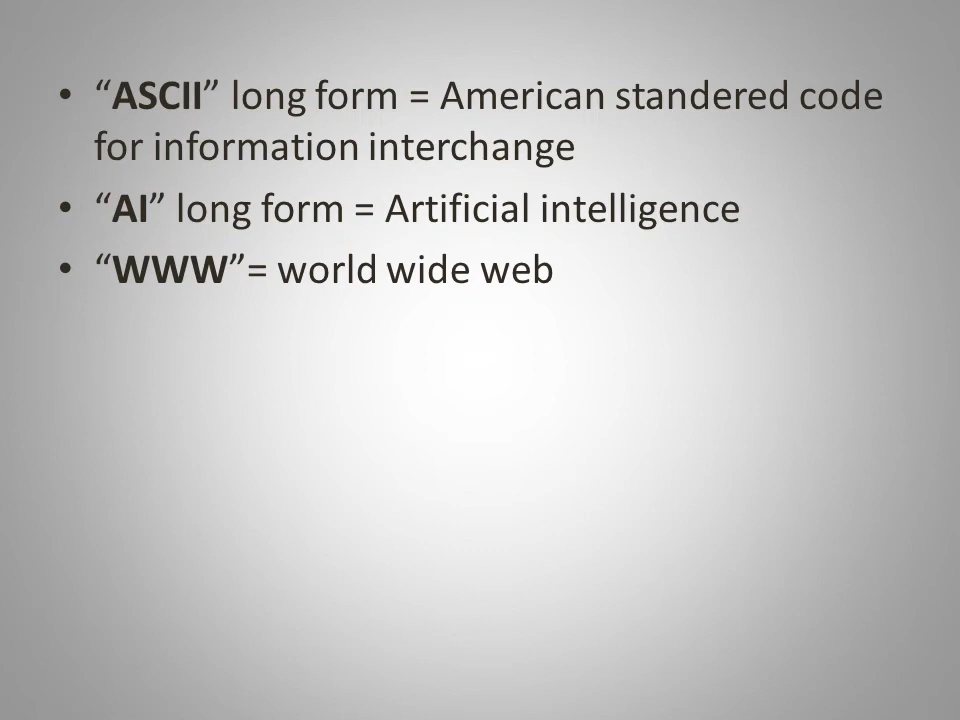 • “ASCII” long form = American standered code
for information interchange
• “AI” long form = Artificial intelligence
• “WWW”= world wide web